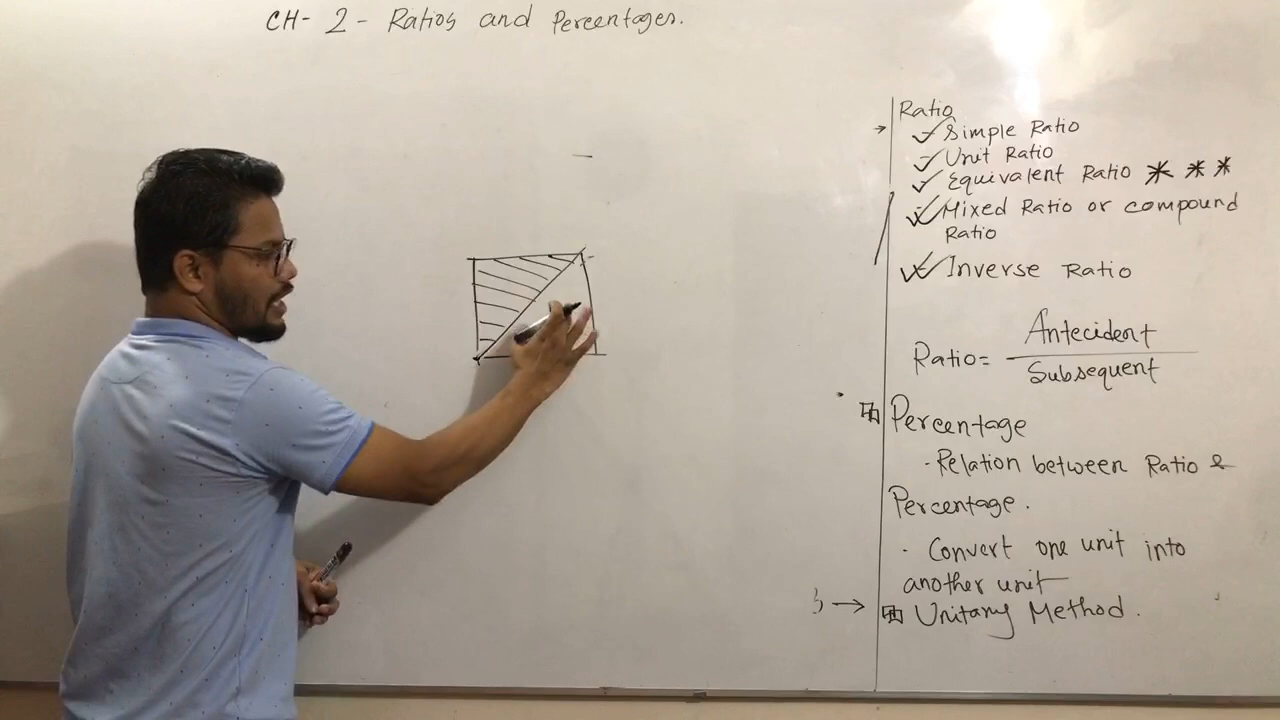 CH- 2 - Ratios and Percentages.
Ratio
Simple Ratio
Unit Ratio
Equivalent Ratio * * *
Mixed Ratio or compound
Ratio
Inverse Ratio
Ratio= Antecident
Subsequent
Percentage
· Relation between Ratio &
Percentage.
· Convert one unit into
another unit
Unitary Method.